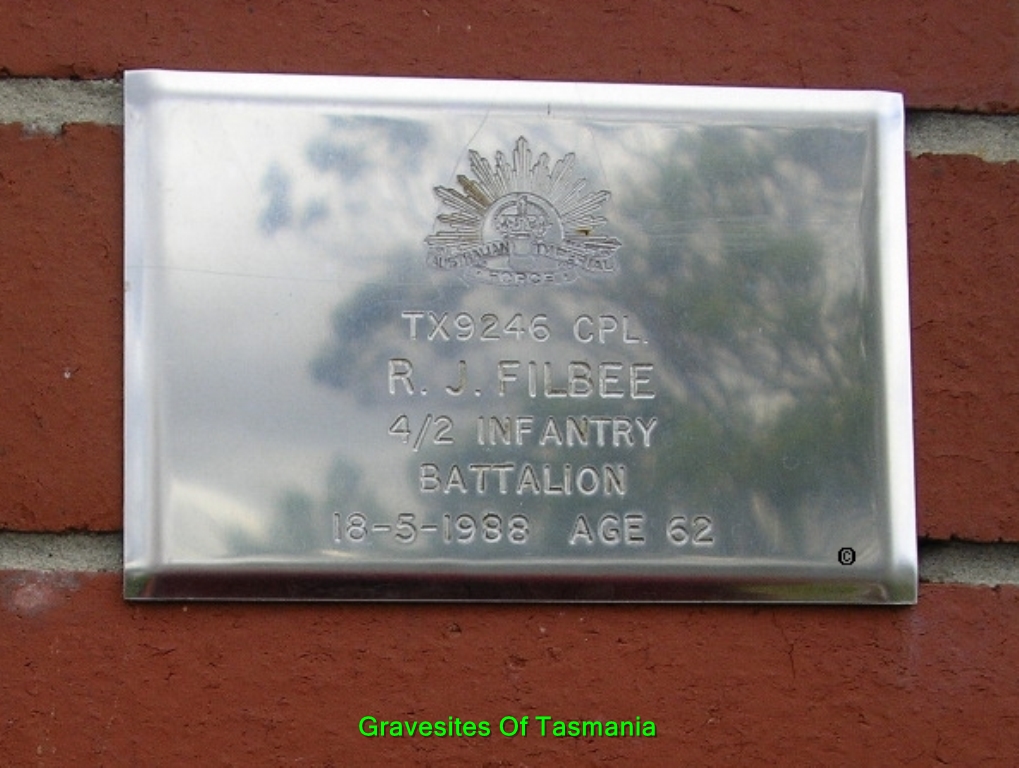 AUSTRALIAN IMPERIAL
FORCE
TX9246 CPL.
R. J. FILBEE
4/2 INFANTRY
BATTALION
18-5-1988 AGE 62
©
Gravesites Of Tasmania